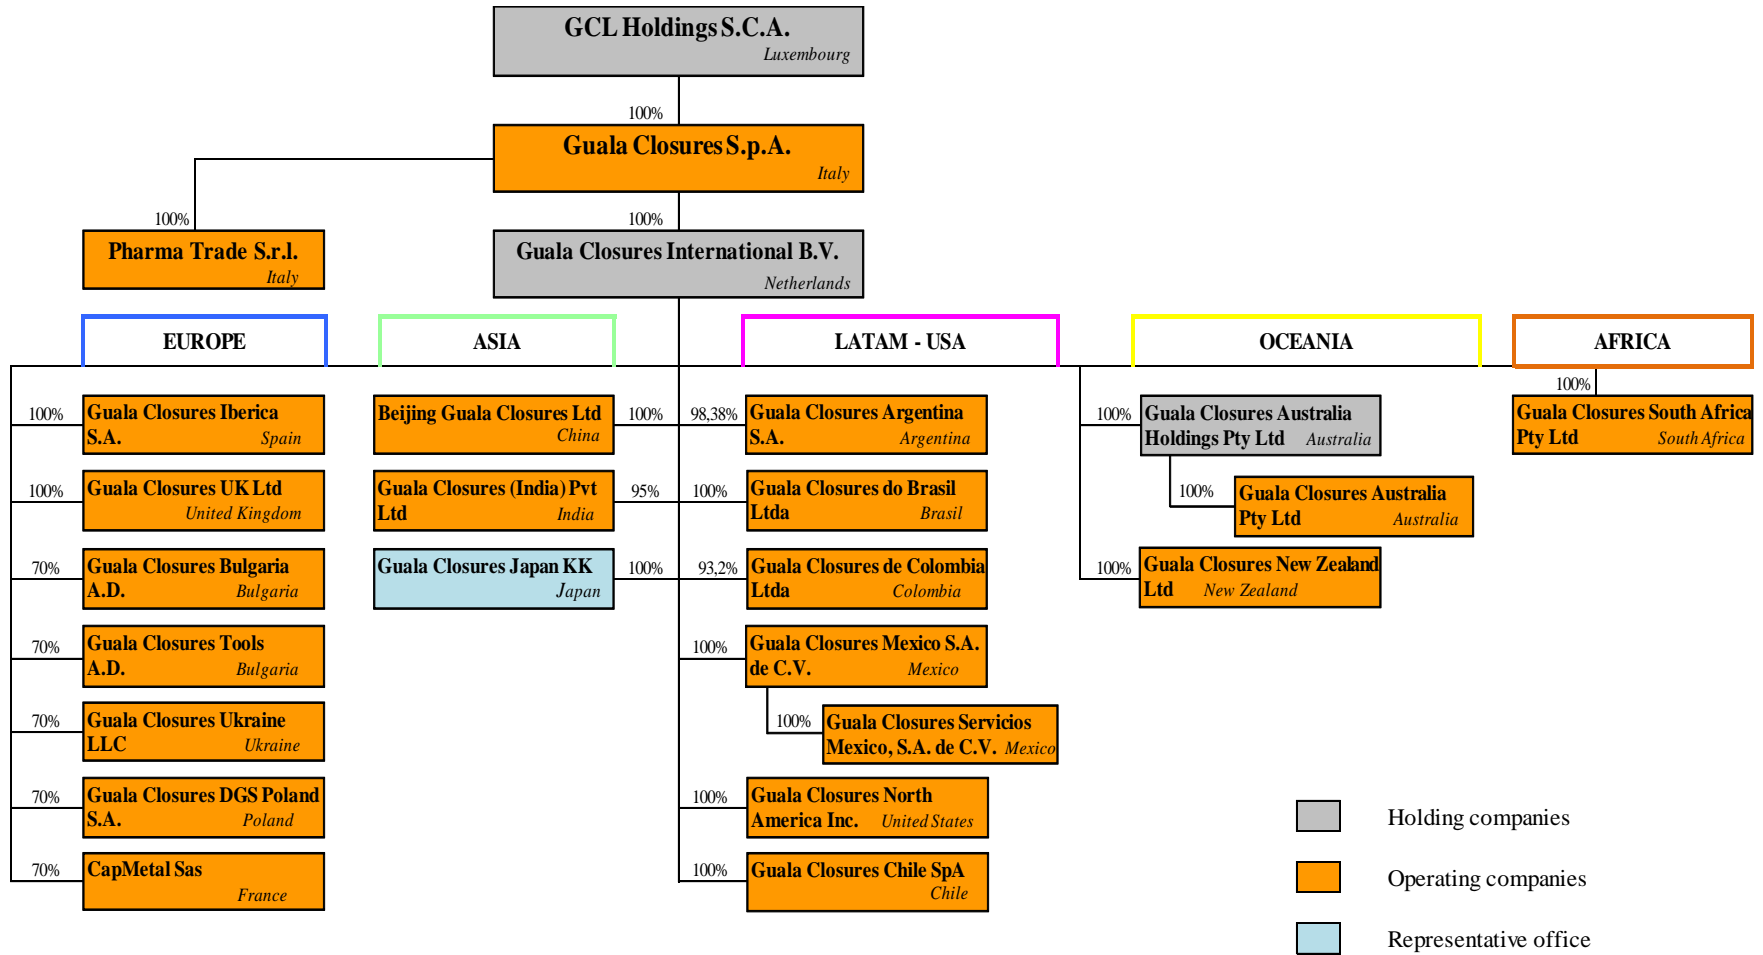 GCL Holdings S.C.A.
Luxembourg
100%
Guala Closures S.p.A.
Italy
100%
100%
Pharma Trade S.r.l.
Italy
Guala Closures International B.V.
Netherlands
EUROPE
ASIA
LATAM - USA
OCEANIA
AFRICA
100%
Guala Closures Iberica
S.A. Spain
100%
Guala Closures UK Ltd
United Kingdom
70%
Guala Closures Bulgaria
A.D. Bulgaria
70%
Guala Closures Tools
A.D. Bulgaria
70%
Guala Closures Ukraine
LLC Ukraine
70%
Guala Closures DGS Poland
S.A. Poland
70%
CapMetal Sas
France
Beijing Guala Closures Ltd
China
100%
Guala Closures (India) Pvt
Ltd India
95%
Guala Closures Japan KK
Japan
100%
98,38%
Guala Closures Argentina
S.A. Argentina
100%
Guala Closures do Brasil
Ltda Brasil
93,2%
Guala Closures de Colombia
Ltda Colombia
100%
Guala Closures Mexico S.A.
de C.V. Mexico
100%
Guala Closures Servicios
Mexico, S.A. de C.V. Mexico
100%
Guala Closures North
America Inc. United States
100%
Guala Closures Chile SpA
Chile
100%
Guala Closures Australia
Holdings Pty Ltd Australia
100%
Guala Closures Australia
Pty Ltd Australia
100%
Guala Closures New Zealand
Ltd New Zealand
100%
Guala Closures South Africa
Pty Ltd South Africa
Holding companies
Operating companies
Representative office